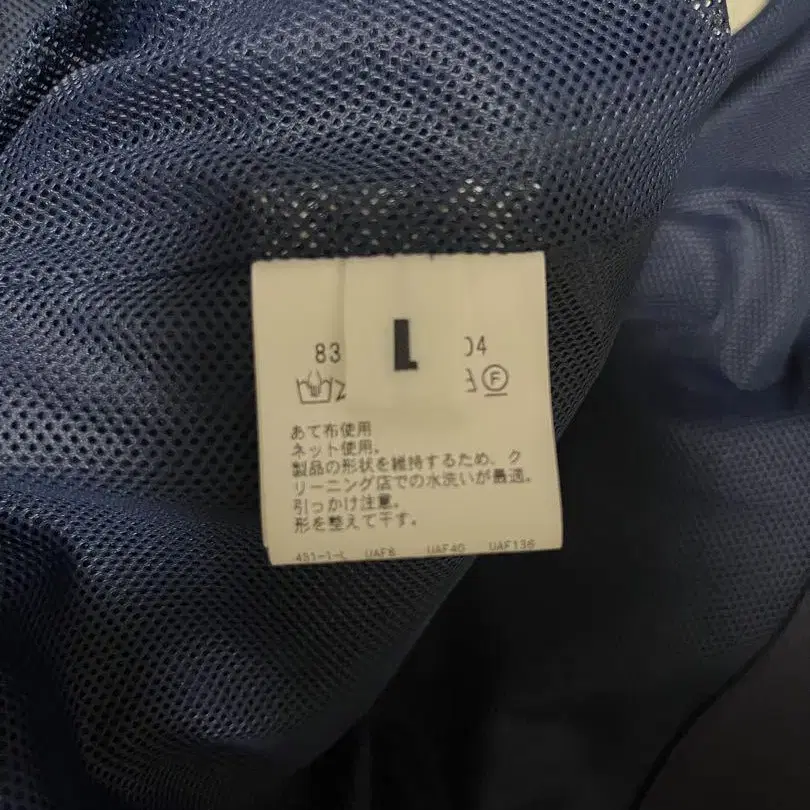 83
L
04
F
あて布使用
ネット使用。
製品の形状を維持するため、ク
リーニング店での水洗いが最適。
引っかけ注意。
形を整えて干す。
451-1-L UAF8 UAF40 UAF136